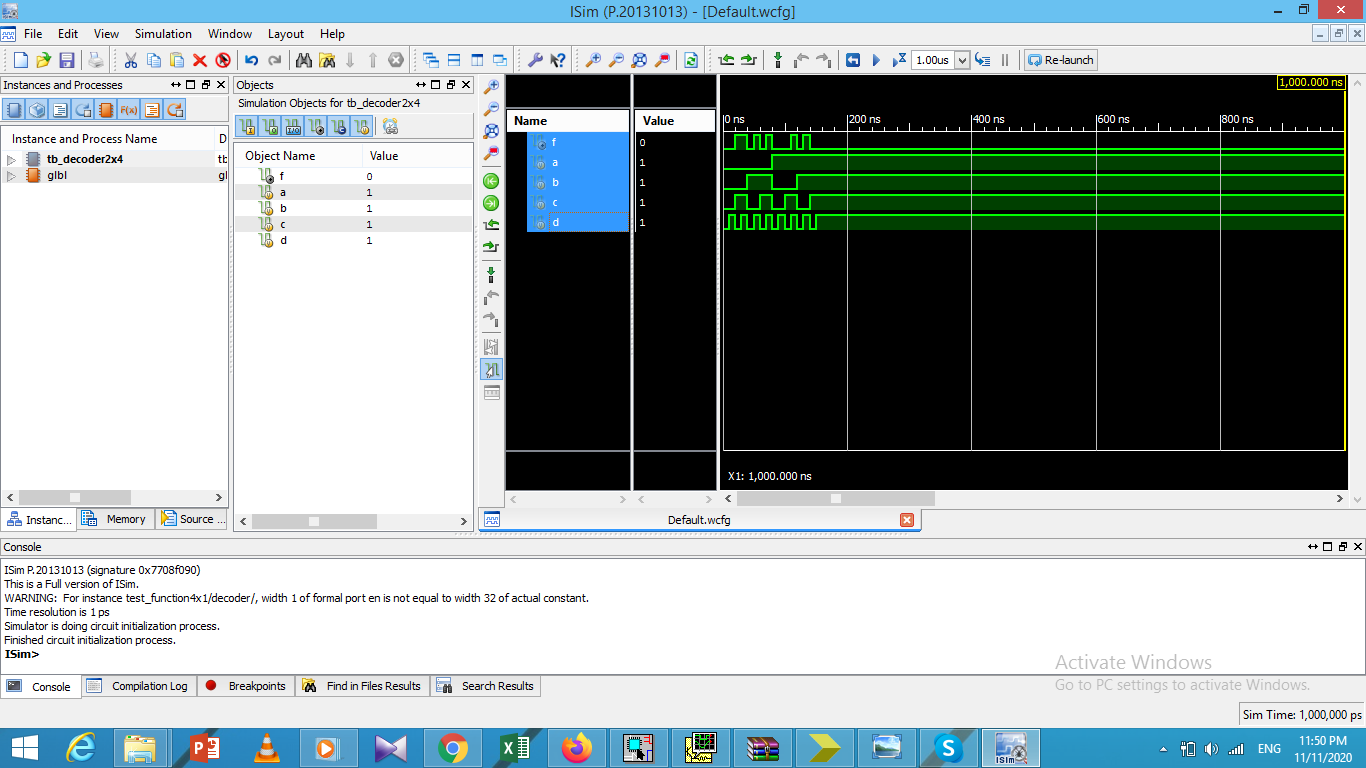 ISim (P.20131013) - [Default.wcfg]
File Edit View Simulation Window Layout Help
1.00us
Re-launch
Instances and Processes
Instance and Process Name D
tb_decoder2x4 tb
glbl gl
Instanc... Memory Source ...
Objects
Simulation Objects for tb_decoder2x4
Object Name Value
f 0
a 1
b 1
c 1
d 1
Name Value
f 0
a 1
b 1
c 1
d 1
1,000.000 ns
0 ns 200 ns 400 ns 600 ns 800 ns
X1: 1,000.000 ns
Default.wcfg
Console
ISim P.20131013 (signature 0x7708f090)
This is a Full version of ISim.
WARNING: For instance test_function4x1/decoder/, width 1 of formal port en is not equal to width 32 of actual constant.
Time resolution is 1 ps
Simulator is doing circuit initialization process.
Finished circuit initialization process.
ISim>
Activate Windows
Go to PC settings to activate Windows.
Console Compilation Log Breakpoints Find in Files Results Search Results
Sim Time: 1,000,000 ps
ENG
11:50 PM
11/11/2020